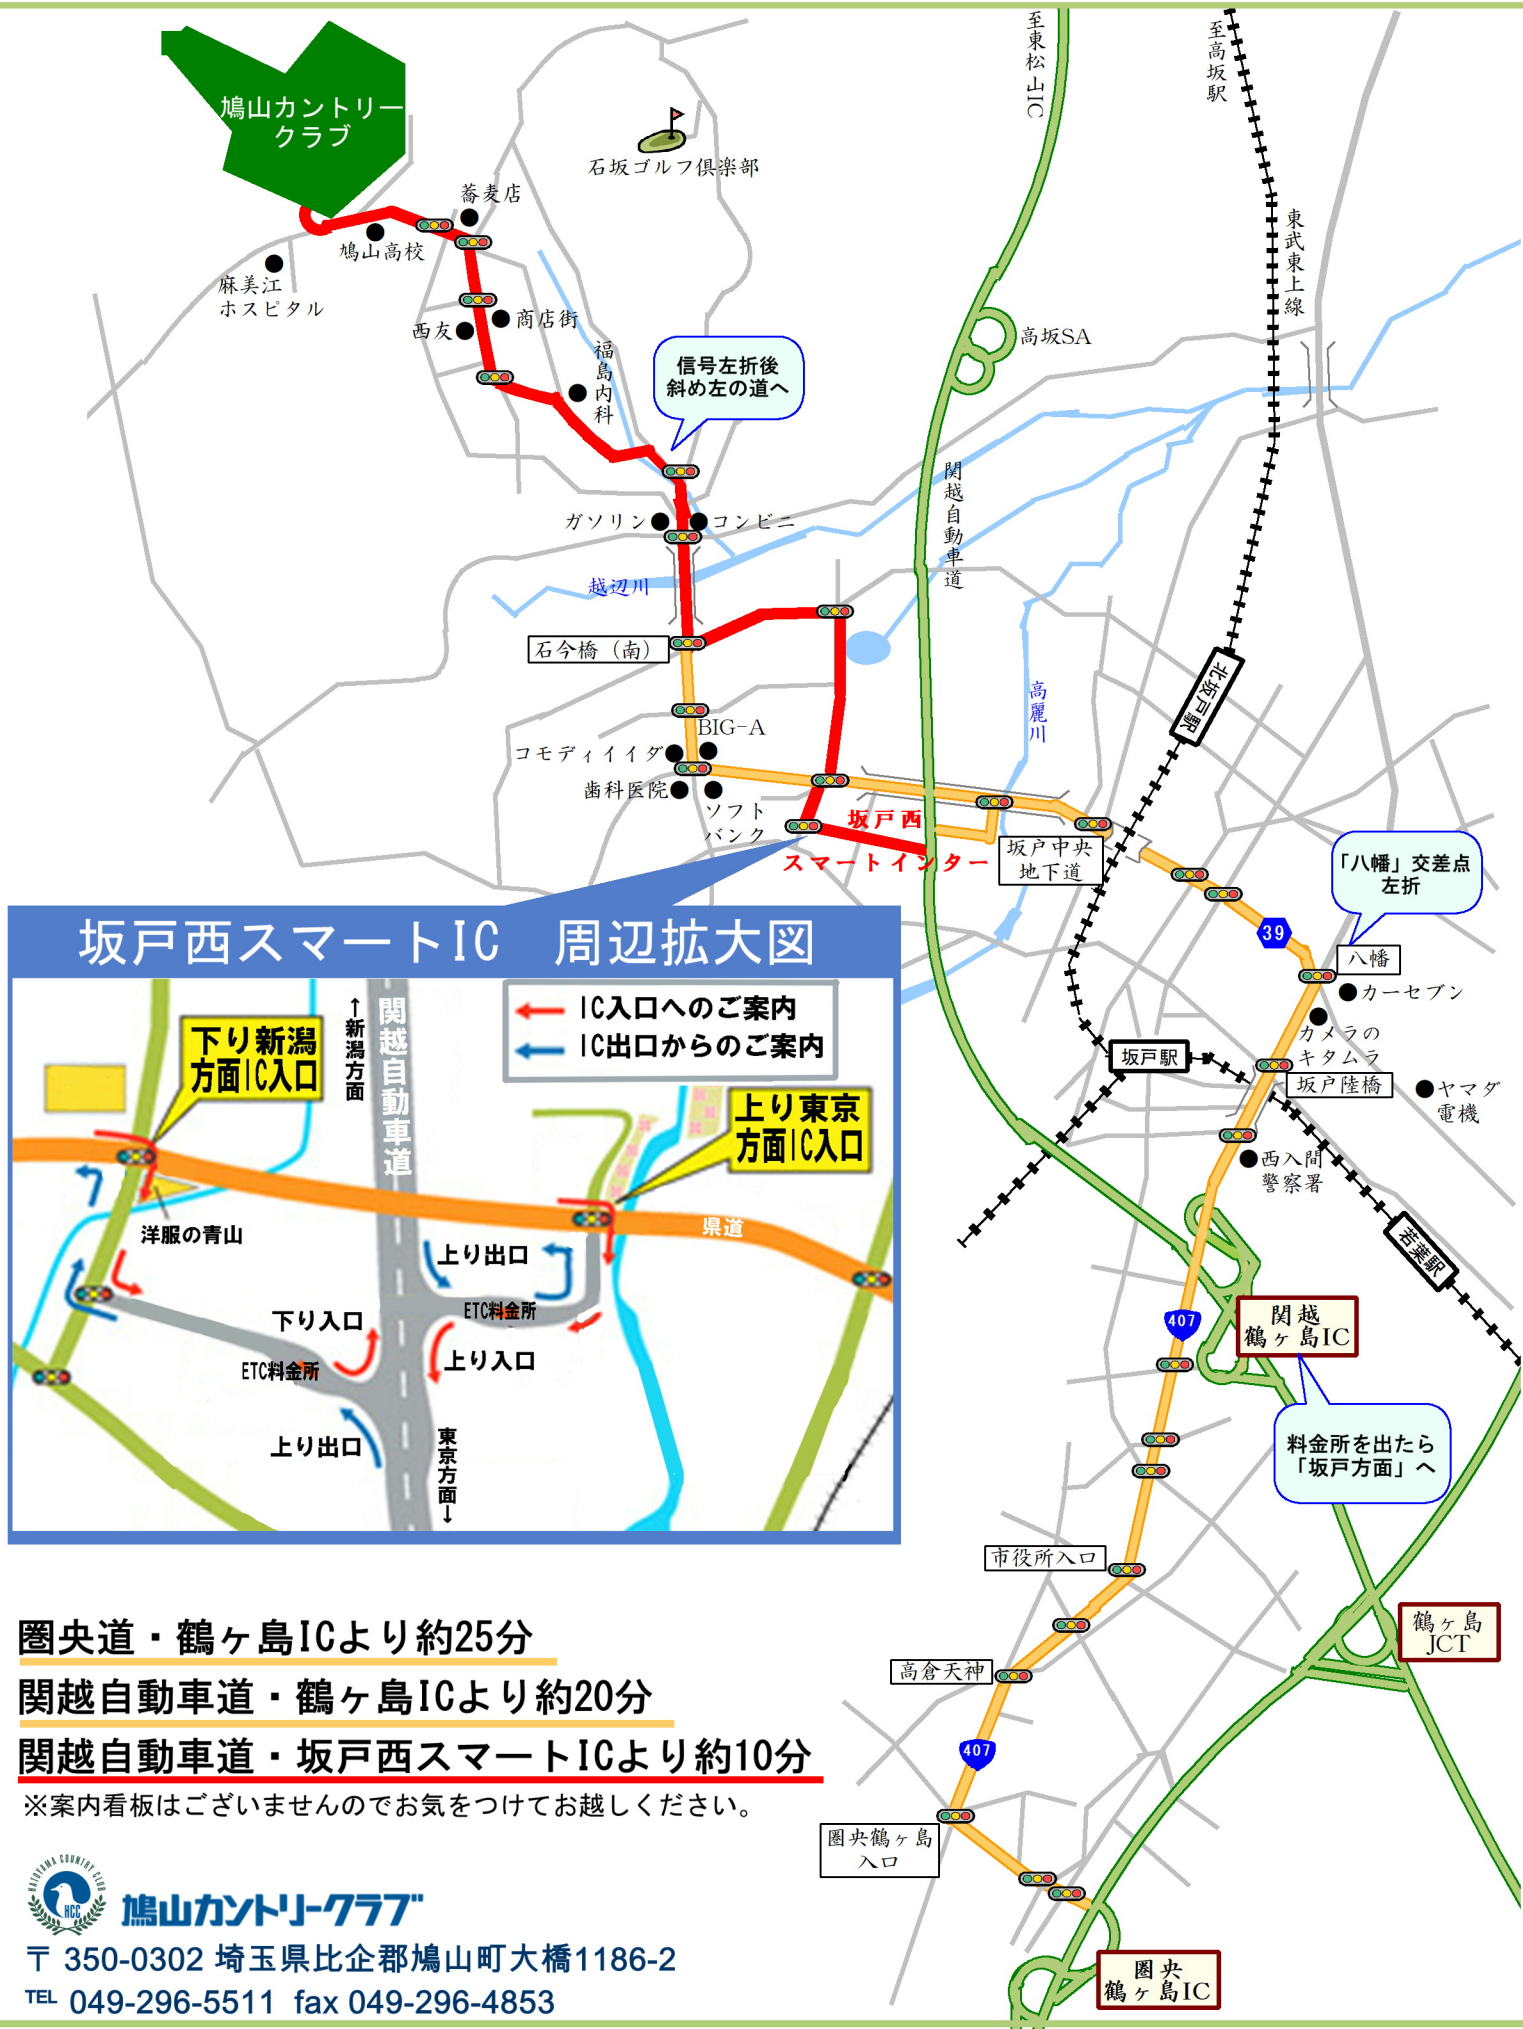 至東松山IC
至高坂駅
鳩山カントリー
クラブ
石坂ゴルフ倶楽部
蕎麦店
鳩山高校
麻美江
ホスピタル
東武東上線
西友
商店街
福島内科
高坂SA
信号左折後
斜め左の道へ
関越自動車道
ガソリン
コンビニ
越辺川
石今橋（南）
高麗川
北坂戸駅
BIG-A
コモディイイダ
歯科医院
ソフト
バンク
坂戸西
スマートインター
坂戸中央
地下道
「八幡」交差点
左折
39
八幡
カーセブン
カメラの
キタムラ
坂戸駅
坂戸陸橋
ヤマダ
電機
西入間
警察署
若葉駅
坂戸西スマートIC　周辺拡大図
IC入口へのご案内
IC出口からのご案内
↑新潟方面
関越自動車道
下り新潟
方面IC入口
上り東京
方面IC入口
洋服の青山
県道
上り出口
ETC料金所
下り入口
上り入口
ETC料金所
上り出口
東京方面↓
407
関越
鶴ヶ島IC
料金所を出たら
「坂戸方面」へ
市役所入口
鶴ヶ島
JCT
高倉天神
407
圏央鶴ヶ島
入口
圏央
鶴ヶ島IC
圏央道・鶴ヶ島ICより約25分
関越自動車道・鶴ヶ島ICより約20分
関越自動車道・坂戸西スマートICより約10分
※案内看板はございませんのでお気をつけてお越しください。
HATOYAMA COUNTRY CLUB
HCC
鳩山カントリークラブ
〒 350-0302 埼玉県比企郡鳩山町大橋1186-2
TEL 049-296-5511 fax 049-296-4853